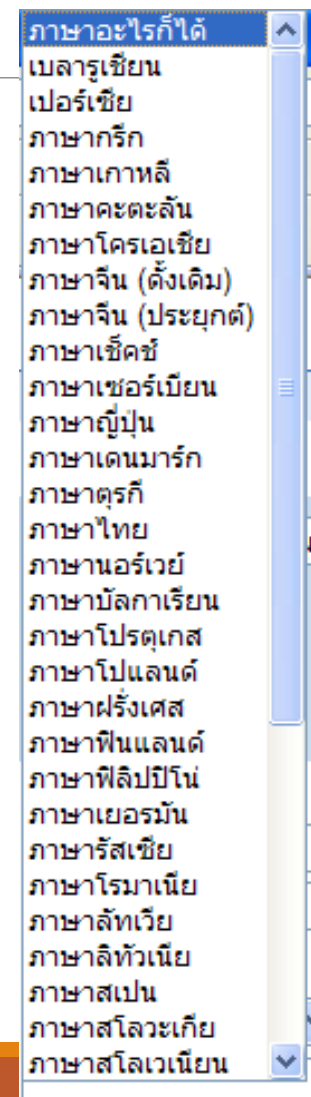 ภาษาอะไรก็ได้
เบลารูเชียน
เปอร์เซีย
ภาษากรีก
ภาษาเกาหลี
ภาษาคะตะลัน
ภาษาโครเอเชีย
ภาษาจีน (ดั้งเดิม)
ภาษาจีน (ประยุกต์)
ภาษาเช็คช์
ภาษาเซอร์เบียน
ภาษาญี่ปุ่น
ภาษาเดนมาร์ก
ภาษาตุรกี
ภาษาไทย
ภาษานอร์เวย์
ภาษาบัลกาเรียน
ภาษาโปรตุเกส
ภาษาโปแลนด์
ภาษาฝรั่งเศส
ภาษาฟินแลนด์
ภาษาฟิลิปปิโน่
ภาษาเยอรมัน
ภาษารัสเซีย
ภาษาโรมาเนีย
ภาษาลัทเวีย
ภาษาลิทัวเนีย
ภาษาสเปน
ภาษาสโลวะเกีย
ภาษาสโลเวเนียน